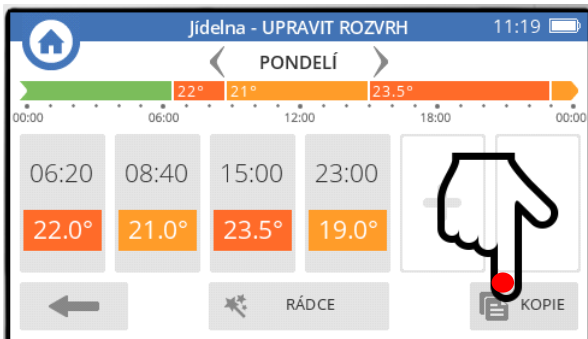 Jídelna - UPRAVIT ROZVRH 11:19
PONDELÍ
22° 21° 23.5°
00:00 06:00 12:00 18:00 00:00
06:20 08:40 15:00 23:00
22.0° 21.0° 23.5° 19.0°
RÁDCE KOPIE